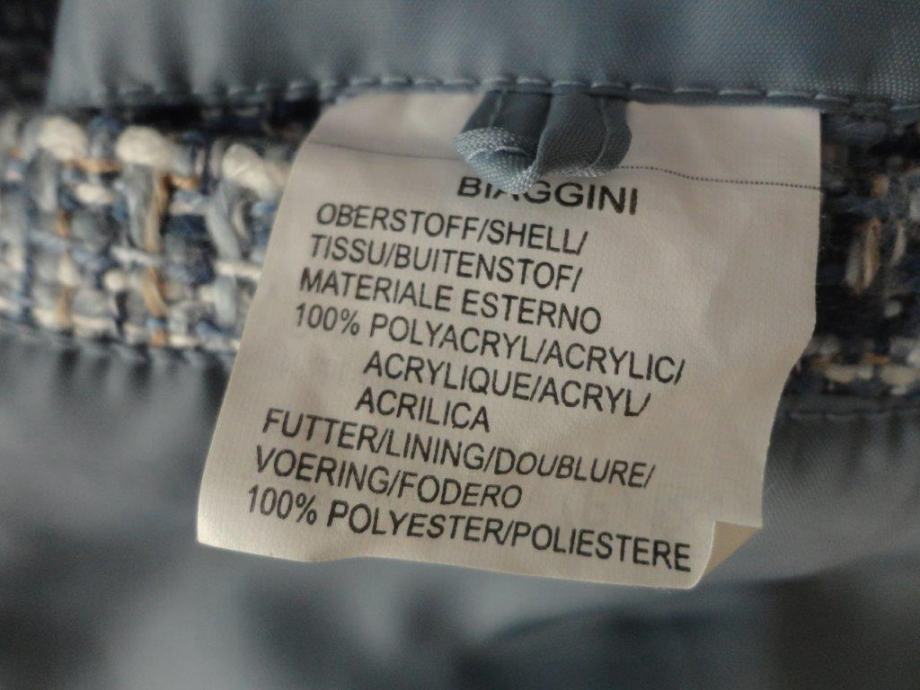 BIAGGINI
OBERSTOFF/SHELL/
TISSU/BUITENSTOF/
MATERIALE ESTERNO
100% POLYACRYL/ACRYLIC/
ACRYLIQUE/ACRYL/
ACRILICA
FUTTER/LINING/DOUBLURE/
VOERING/FODERO
100% POLYESTER/POLIESTERE